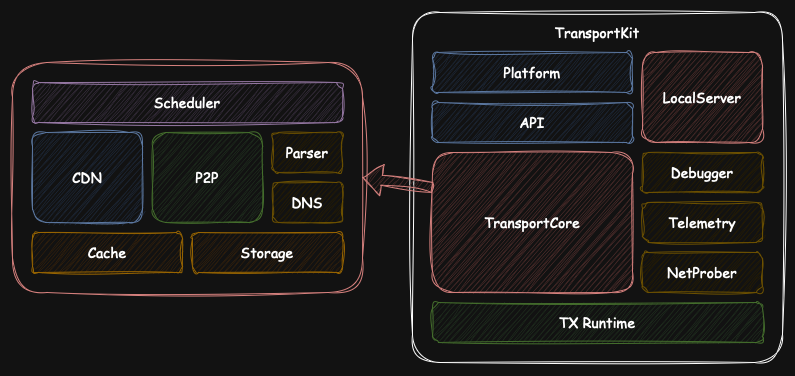 TransportKit
Scheduler
CDN
P2P
Parser
DNS
Cache
Storage
Platform
API
LocalServer
TransportCore
Debugger
Telemetry
NetProber
TX Runtime